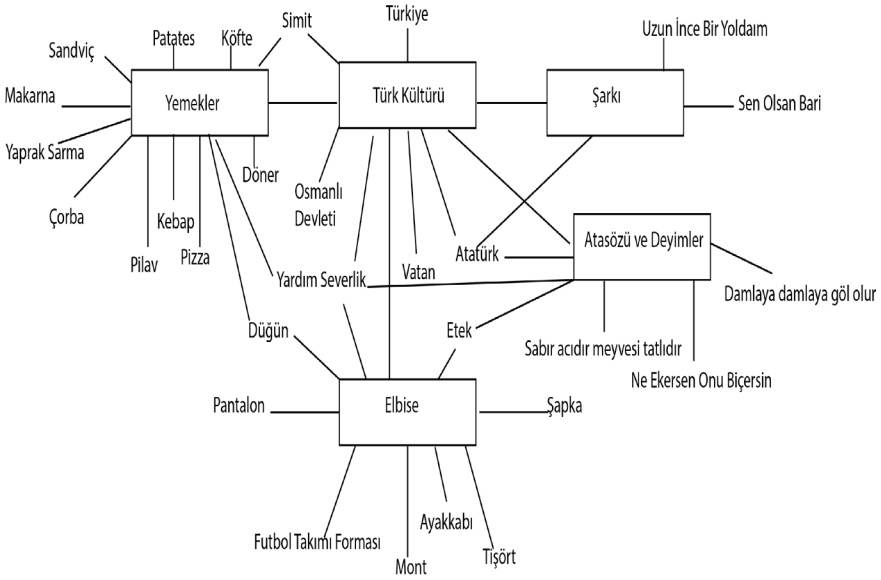 Türkiye
Uzun İnce Bir Yoldaım
Simit
Patates
Köfte
Sandviç
Makarna
Yemekler
Türk Kültürü
Şarkı
Sen Olsan Bari
Yaprak Sarma
Döner
Osmanlı
Devleti
Çorba
Kebap
Pilav
Pizza
Atatürk
Vatan
Yardım Severlik
Atasözü ve Deyimler
Damlaya damlaya göl olur
Düğün
Etek
Sabır acıdır meyvesi tatlıdır
Ne Ekersen Onu Biçersin
Pantalon
Elbise
Şapka
Ayakkabı
Futbol Takımı Forması
Mont
Tişört